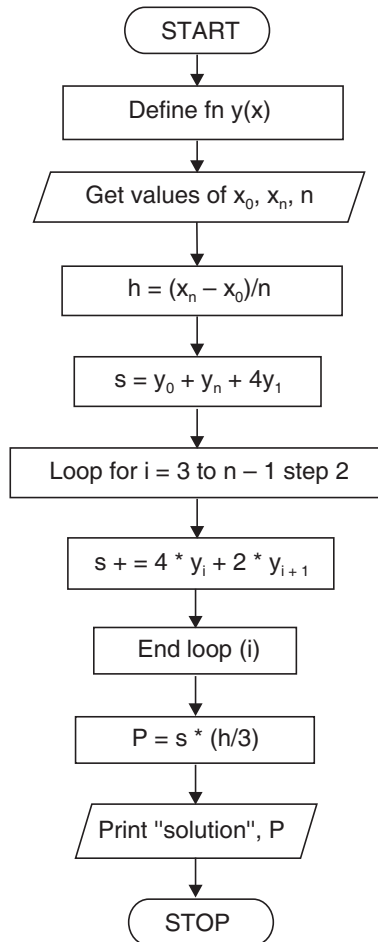 START
Define fn y(x)
Get values of x₀, xₙ, n
h = (xₙ – x₀)/n
s = y₀ + yₙ + 4y₁
Loop for i = 3 to n – 1 step 2
s + = 4 * yᵢ + 2 * yᵢ ₊ ₁
End loop (i)
P = s * (h/3)
Print "solution", P
STOP